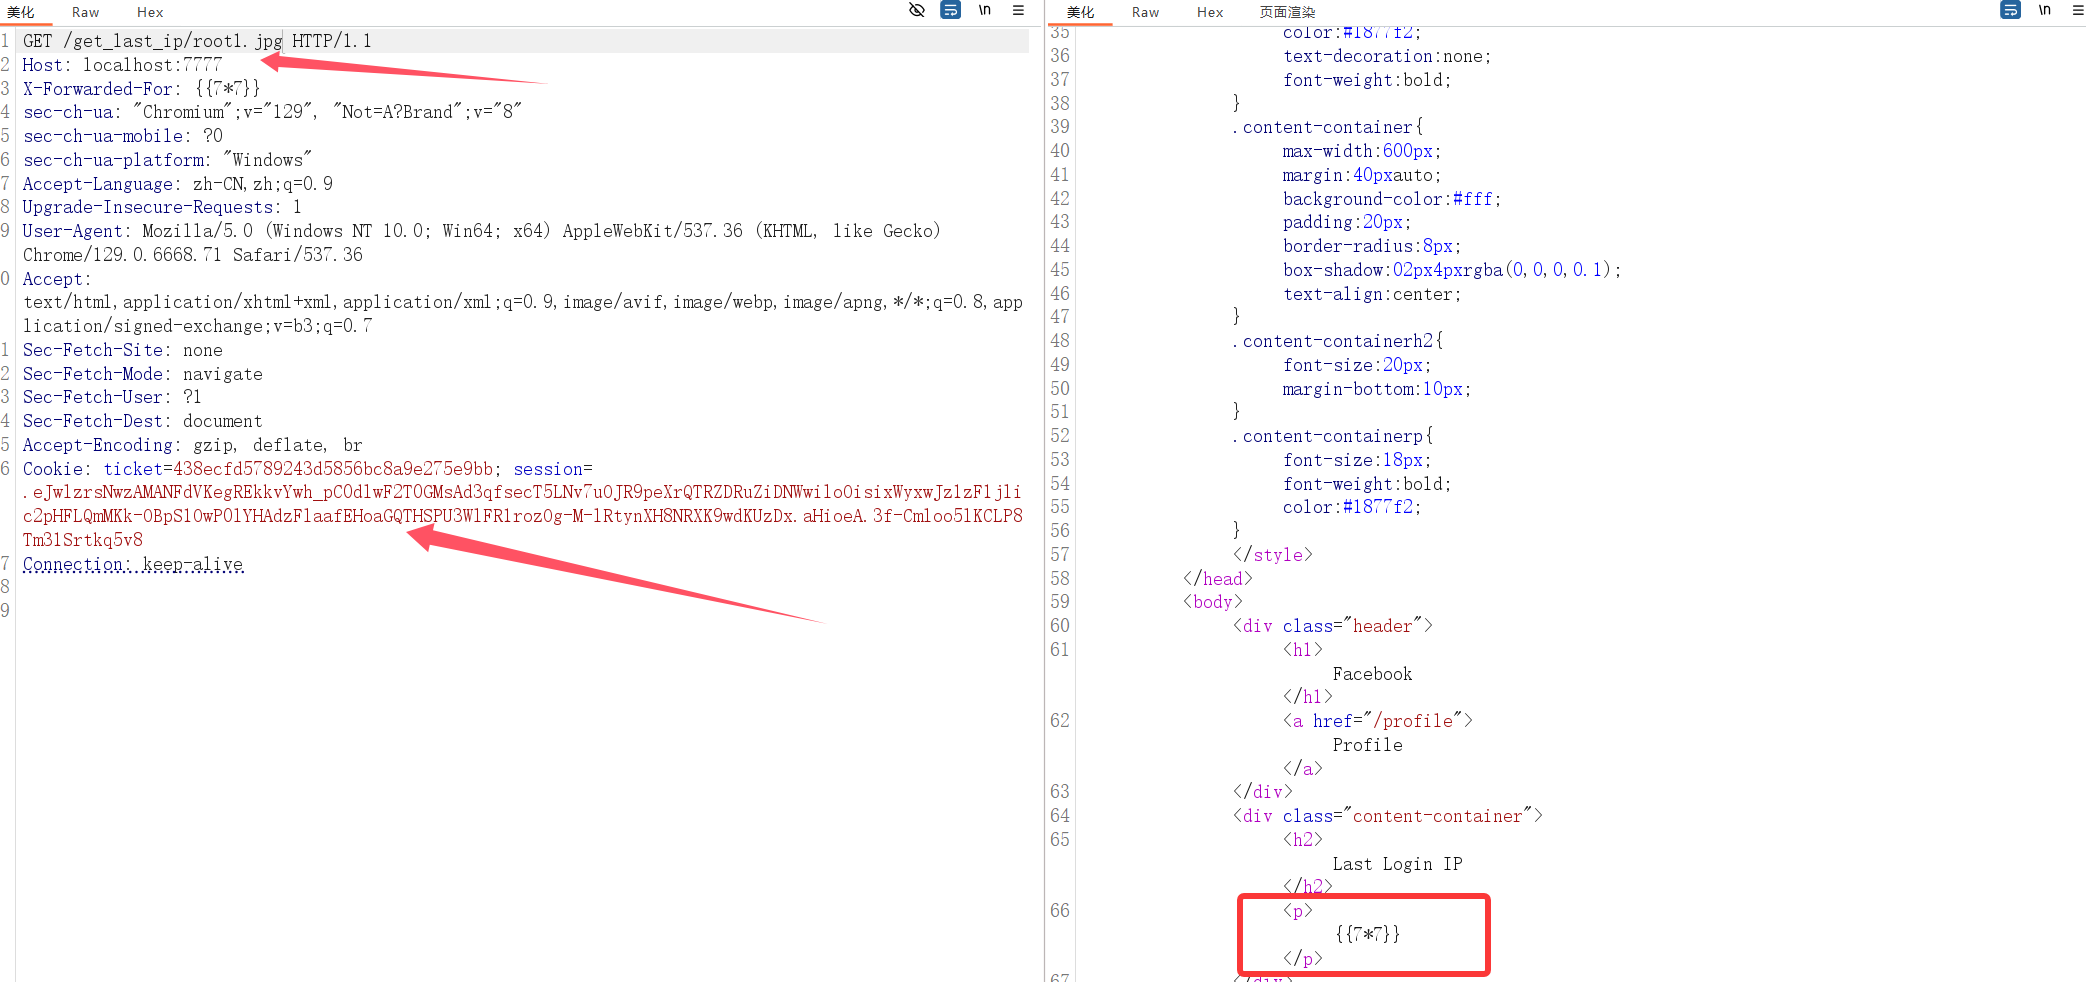 美化 Raw Hex \n
1 GET /get_last_ip/root1.jpg HTTP/1.1
2 Host: localhost:7777
3 X-Forwarded-For: {{7*7}}
4 sec-ch-ua: "Chromium";v="129", "Not=A?Brand";v="8"
5 sec-ch-ua-mobile: ?0
6 sec-ch-ua-platform: "Windows"
7 Accept-Language: zh-CN,zh;q=0.9
8 Upgrade-Insecure-Requests: 1
9 User-Agent: Mozilla/5.0 (Windows NT 10.0; Win64; x64) AppleWebKit/537.36 (KHTML, like Gecko)
Chrome/129.0.6668.71 Safari/537.36
0 Accept:
text/html,application/xhtml+xml,application/xml;q=0.9,image/avif,image/webp,image/apng,*/*;q=0.8,app
lication/signed-exchange;v=b3;q=0.7
1 Sec-Fetch-Site: none
2 Sec-Fetch-Mode: navigate
3 Sec-Fetch-User: ?1
4 Sec-Fetch-Dest: document
5 Accept-Encoding: gzip, deflate, br
6 Cookie: ticket=438ecfd5789243d5856bc8a9e275e9bb; session=
.eJwlzrsNwzAMANFdVKegREkkvYwh_pC0dlwF2T0GMsAd3qfsecT5LNv7uOJR9peXrQTRZDRuZiDNWwilo0isixWyxwJzlzF1jli
c2pHFLQmMKk-0BpSl0wP0lYHAdzFlaafEHoaGQTHSPU3WlFRlroz0g-M-lRtynXH8NRXK9wdKUzDx.aHioeA.3f-Cmloo5lKCLP8
Tm3lSrtkq5v8
7 Connection: keep-alive
8
9
美化 Raw Hex 页面渲染 \n
35 color:#1877f2;
36 text-decoration:none;
37 font-weight:bold;
38 }
39 .content-container{
40 max-width:600px;
41 margin:40pxauto;
42 background-color:#fff;
43 padding:20px;
44 border-radius:8px;
45 box-shadow:02px4pxrgba(0,0,0,0.1);
46 text-align:center;
47 }
48 .content-containerh2{
49 font-size:20px;
50 margin-bottom:10px;
51 }
52 .content-containerp{
53 font-size:18px;
54 font-weight:bold;
55 color:#1877f2;
56 }
57 </style>
58 </head>
59 <body>
60 <div class="header">
61 <h1>
Facebook
</h1>
62 <a href="/profile">
Profile
</a>
63 </div>
64 <div class="content-container">
65 <h2>
Last Login IP
</h2>
66 <p>
{{7*7}}
</p>
67 </div>